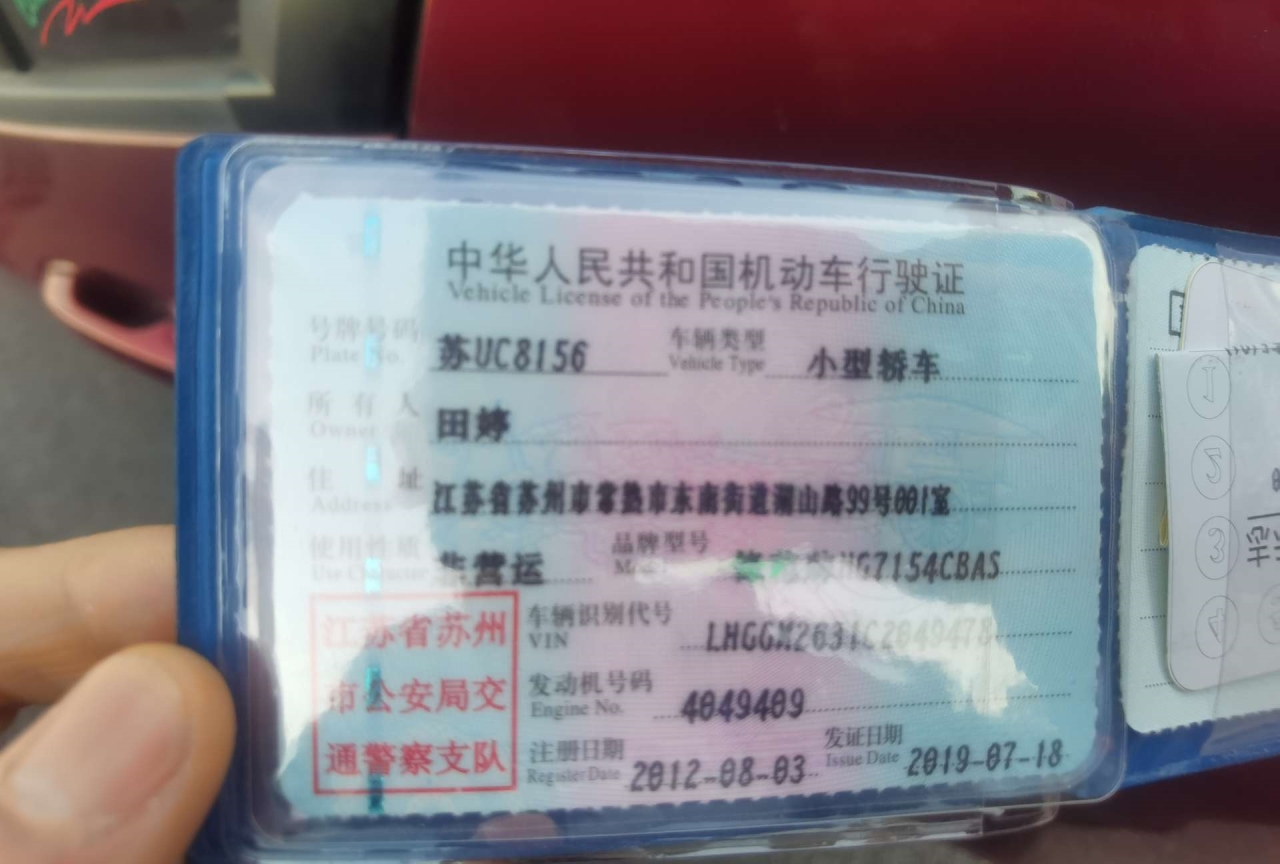 中华人民共和国机动车行驶证
Vehicle License of the People's Republic of China
号牌号码 苏UC8156 车辆类型 小型轿车
Plate No. Vehicle Type
所有人 田婷
Owner
住址 江苏省苏州市常熟市东南街道湖山路99号001室
Address
使用性质 非营运 品牌型号 HG7154CBAS
Use Character
江苏省苏州 车辆识别代号
VIN
市公安局交 发动机号码 4049409
Engine No.
通警察支队 注册日期 2012-08-03 发证日期 2019-07-18
Register Date Issue Date
1
2
3
4